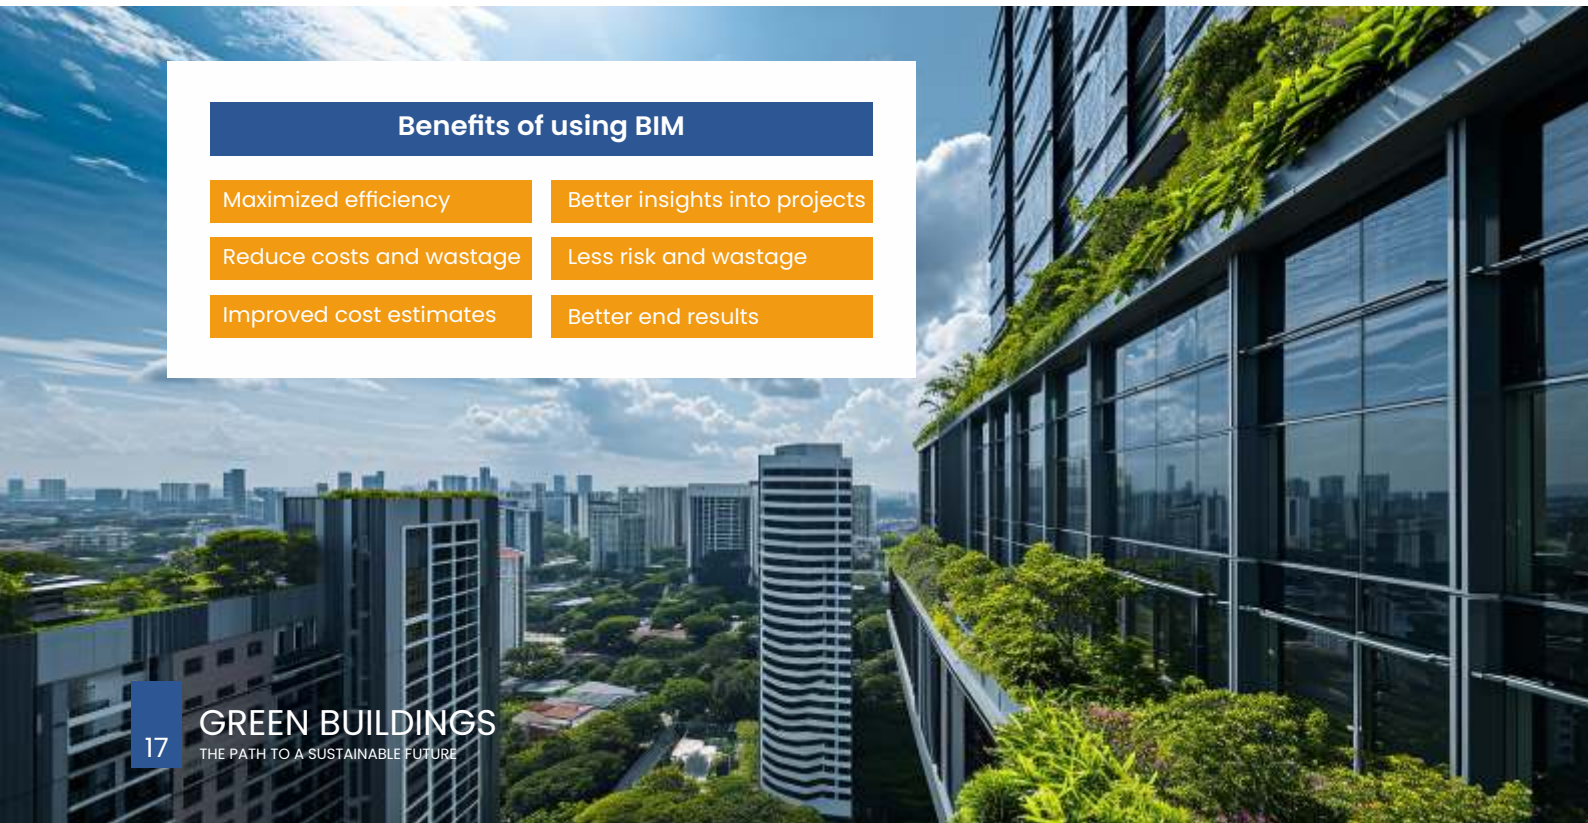 Benefits of using BIM
Maximized efficiency
Better insights into projects
Reduce costs and wastage
Less risk and wastage
Improved cost estimates
Better end results
17
GREEN BUILDINGS
THE PATH TO A SUSTAINABLE FUTURE